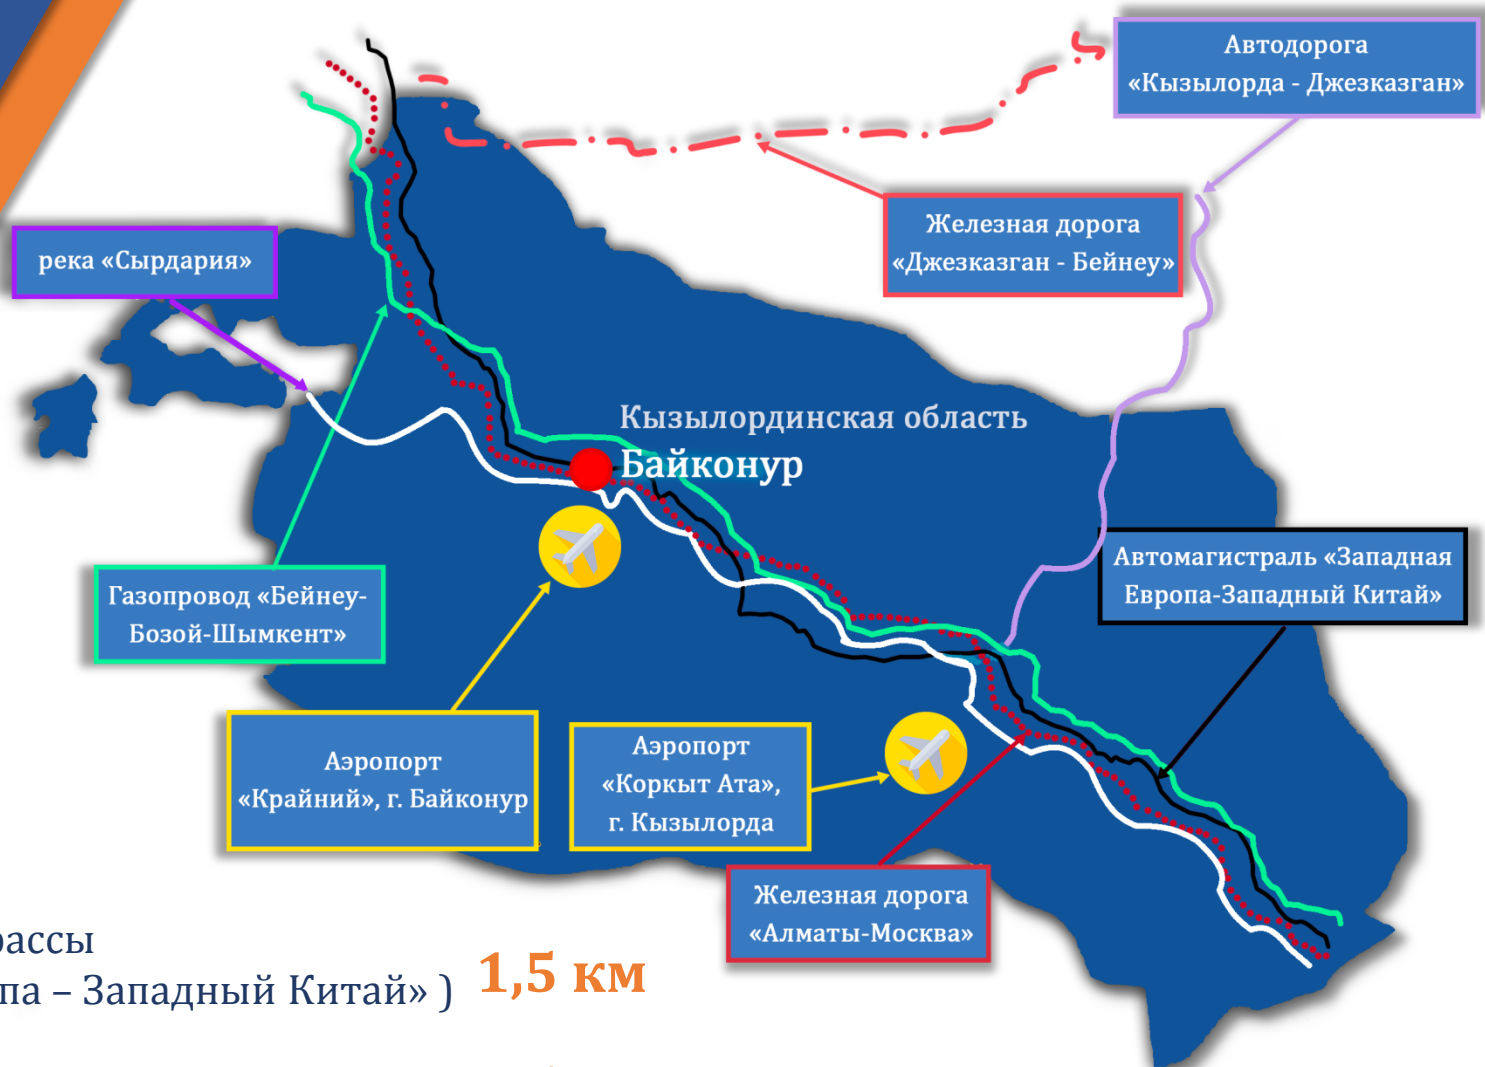 Автодорога
«Кызылорда - Джезказган»
Железная дорога
«Джезказган - Бейнеу»
река «Сырдария»
Кызылординская область
Байконур
Автомагистраль «Западная
Европа-Западный Китай»
Газопровод «Бейнеу-
Бозой-Шымкент»
Аэропорт
«Крайний», г. Байконур
Аэропорт
«Коркыт Ата»,
г. Кызылорда
Железная дорога
«Алматы-Москва»
рассы
па – Западный Китай» )
1,5 км